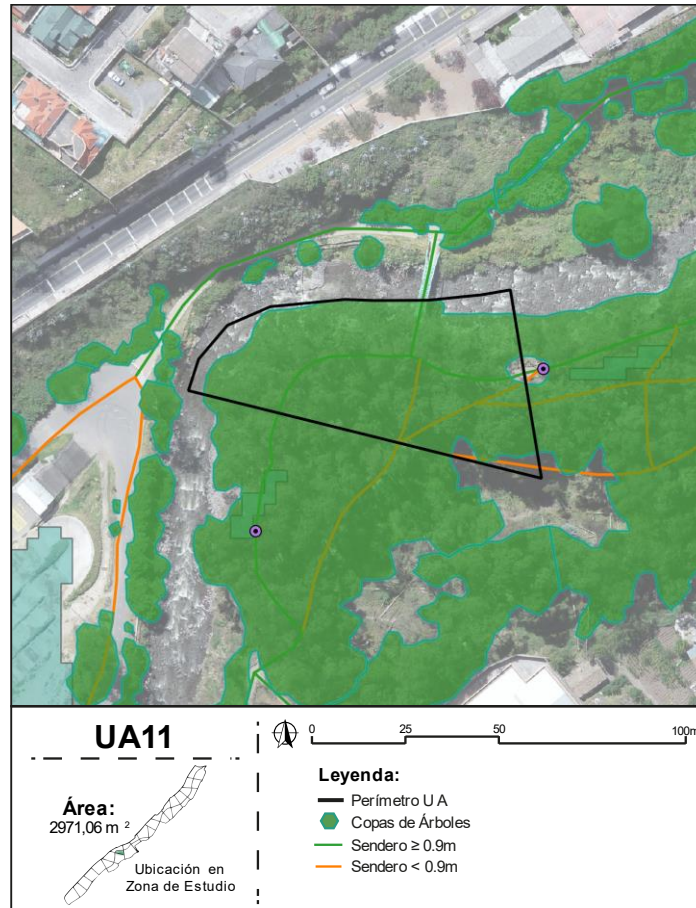 UA11
Área:
2971,06 m ²
Ubicación en
Zona de Estudio
0 25 50 100m
Leyenda:
Perímetro U A
Copas de Árboles
Sendero ≥ 0.9m
Sendero < 0.9m